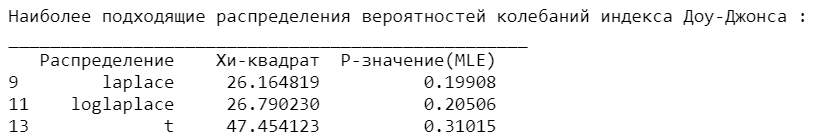 Наиболее подходящие распределения вероятностей колебаний индекса Доу-Джонса :
__________________________________________________
Распределение Хи-квадрат P-значение(MLE)
9 laplace 26.164819 0.19908
11 loglaplace 26.790230 0.20506
13 t 47.454123 0.31015